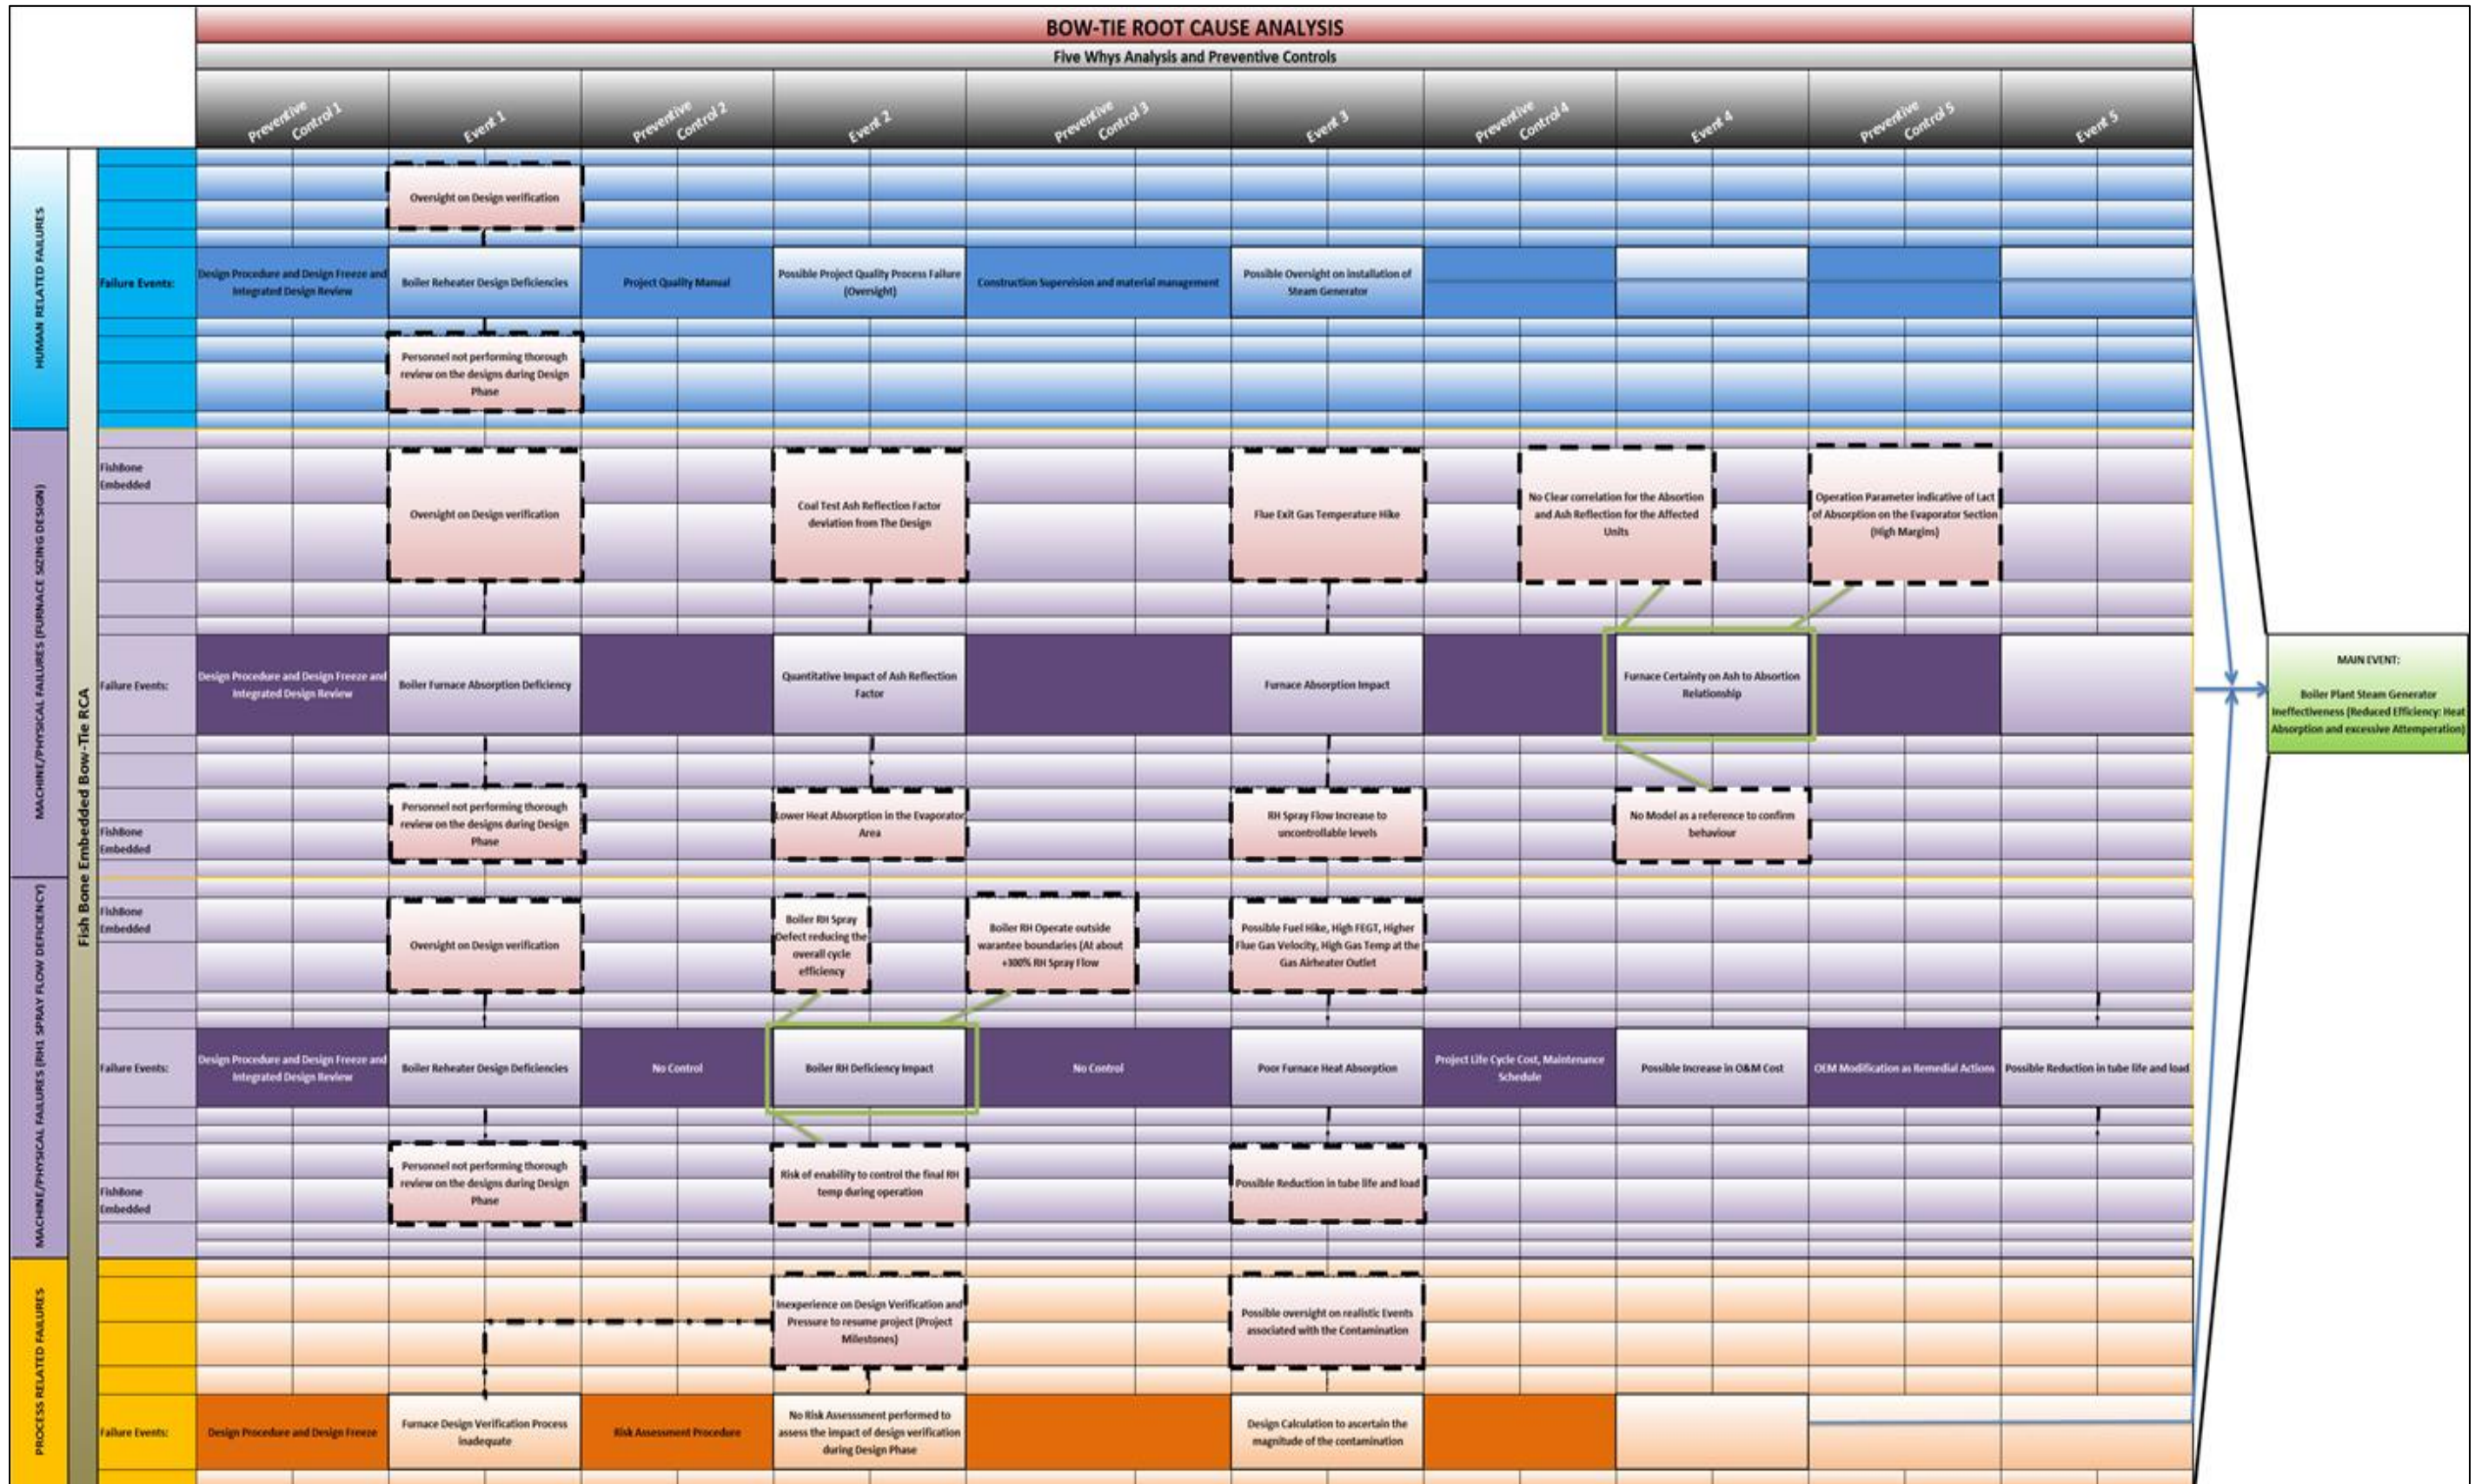 BOW-TIE ROOT CAUSE ANALYSIS
Five Whys Analysis and Preventive Controls
Preventive
Control 1
Event 1
Preventive
Control 2
Event 2
Preventive
Control 3
Event 3
Preventive
Control 4
Event 4
Preventive
Control 5
Event 5
Fish Bone Embedded Bow-Tie RCA
HUMAN RELATED FAILURES
Oversight on Design verification
Failure Events:
Design Procedure and Design Freeze and
Integrated Design Review
Boiler Reheater Design Deficiencies
Project Quality Manual
Possible Project Quality Process Failure
(Oversight)
Construction Supervision and material management
Possible Oversight on installation of
Steam Generator
Personnel not performing thorough
review on the designs during Design
Phase
MACHINE/PHYSICAL FAILURES (FURNACE SIZING DESIGN)
FishBone
Embedded
Oversight on Design verification
Coal Test Ash Reflection Factor
deviation from The Design
Flue Exit Gas Temperature Hike
No Clear correlation for the Absortion
and Ash Reflection for the Affected
Units
Operation Parameter indicative of Lact
of Absorption on the Evaporator Section
(High Margins)
Failure Events:
Design Procedure and Design Freeze and
Integrated Design Review
Boiler Furnace Absorption Deficiency
Quantitative Impact of Ash Reflection
Factor
Furnace Absorption Impact
Furnace Certainty on Ash to Absortion
Relationship
MAIN EVENT:
Boiler Plant Steam Generator
Ineffectiveness (Reduced Efficiency: Heat
Absorption and excessive Attemperation)
FishBone
Embedded
Personnel not performing thorough
review on the designs during Design
Phase
Lower Heat Absorption in the Evaporator
Area
RH Spray Flow Increase to
uncontrollable levels
No Model as a reference to confirm
behaviour
MACHINE/PHYSICAL FAILURES (RH1 SPRAY FLOW DEFICIENCY)
FishBone
Embedded
Oversight on Design verification
Boiler RH Spray
Defect reducing the
overall cycle
efficiency
Boiler RH Operate outside
warantee boundaries (At about
+300% RH Spray Flow
Possible Fuel Hike, High FEGT, Higher
Flue Gas Velocity, High Gas Temp at the
Gas Airheater Outlet
Failure Events:
Design Procedure and Design Freeze and
Integrated Design Review
Boiler Reheater Design Deficiencies
No Control
Boiler RH Deficiency Impact
No Control
Poor Furnace Heat Absorption
Project Life Cycle Cost, Maintenance
Schedule
Possible Increase in O&M Cost
OEM Modification as Remedial Actions
Possible Reduction in tube life and load
FishBone
Embedded
Personnel not performing thorough
review on the designs during Design
Phase
Risk of enability to control the final RH
temp during operation
Possible Reduction in tube life and load
PROCESS RELATED FAILURES
Inexperience on Design Verification and
Pressure to resume project (Project
Milestones)
Possible oversight on realistic Events
associated with the Contamination
Failure Events:
Design Procedure and Design Freeze
Furnace Design Verification Process
inadequate
Risk Assessment Procedure
No Risk Assesssment performed to
assess the impact of design verification
during Design Phase
Design Calculation to ascertain the
magnitude of the contamination